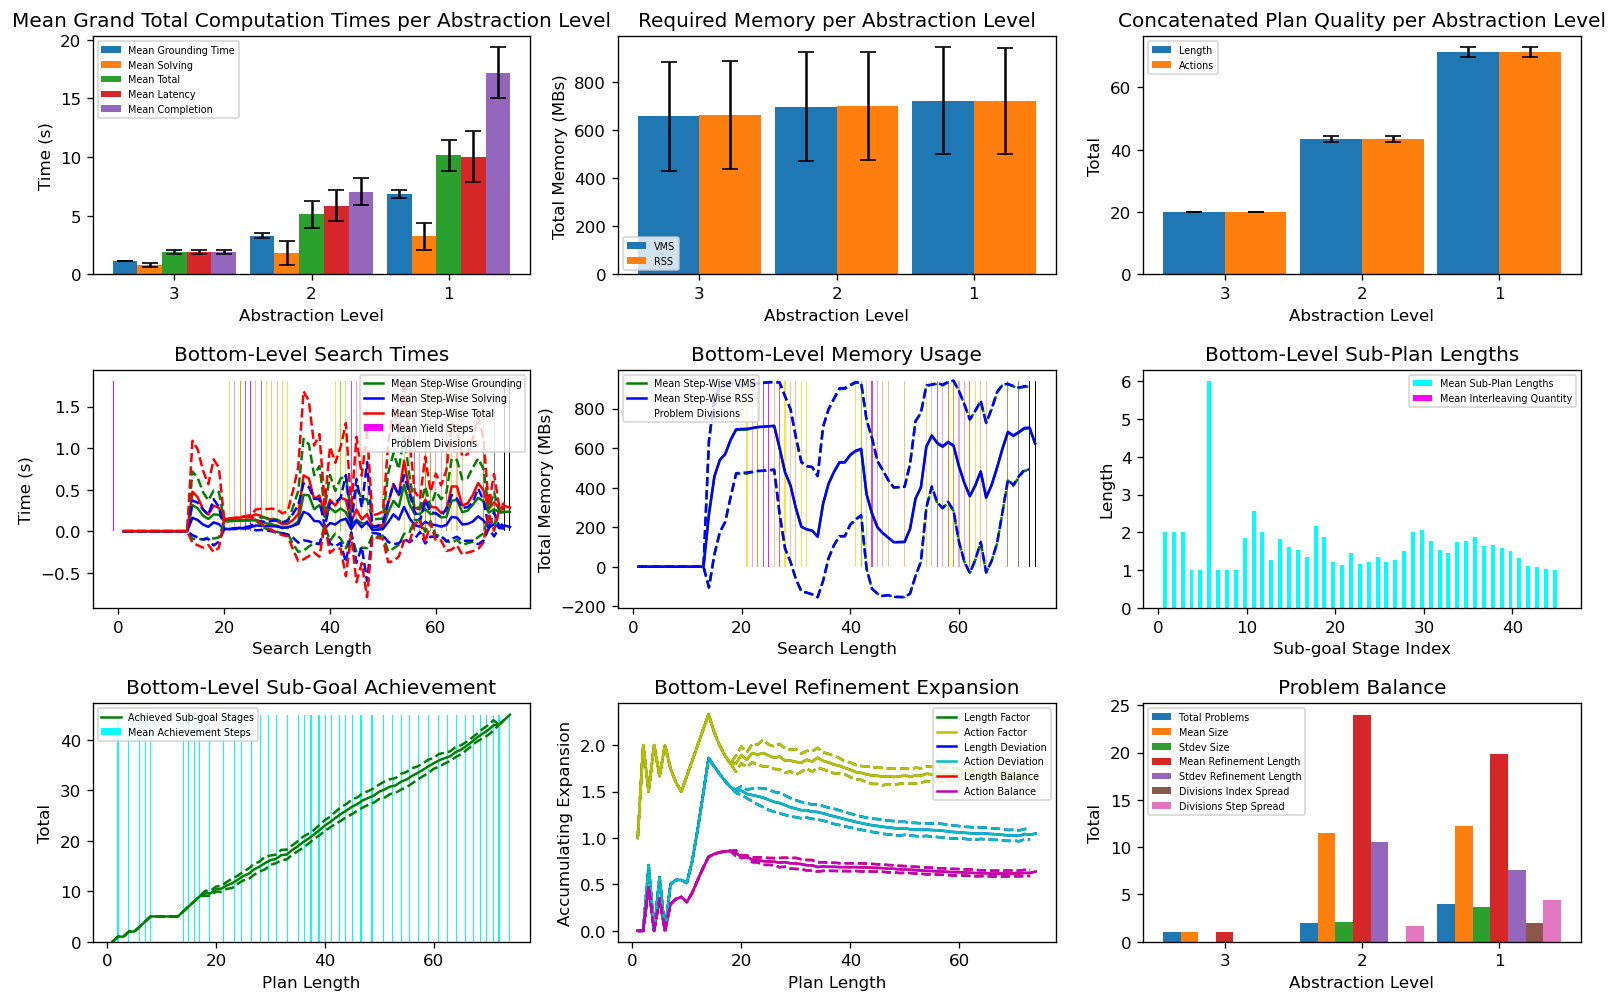 Mean Grand Total Computation Times per Abstraction Level
20
15
10
5
0
Time (s)
Mean Grounding Time
Mean Solving
Mean Total
Mean Latency
Mean Completion
3 2 1
Abstraction Level
Required Memory per Abstraction Level
800
600
400
200
0
Total Memory (MBs)
VMS
RSS
3 2 1
Abstraction Level
Concatenated Plan Quality per Abstraction Level
60
40
20
0
Total
Length
Actions
3 2 1
Abstraction Level
Bottom-Level Search Times
1.5
1.0
0.5
0.0
−0.5
Time (s)
Mean Step-Wise Grounding
Mean Step-Wise Solving
Mean Step-Wise Total
Mean Yield Steps
Problem Divisions
0 20 40 60
Search Length
Bottom-Level Memory Usage
800
600
400
200
0
−200
Total Memory (MBs)
Mean Step-Wise VMS
Mean Step-Wise RSS
Problem Divisions
0 20 40 60
Search Length
Bottom-Level Sub-Plan Lengths
6
5
4
3
2
1
0
Length
Mean Sub-Plan Lengths
Mean Interleaving Quantity
0 10 20 30 40
Sub-goal Stage Index
Bottom-Level Sub-Goal Achievement
40
30
20
10
0
Total
Achieved Sub-goal Stages
Mean Achievement Steps
0 20 40 60
Plan Length
Bottom-Level Refinement Expansion
2.0
1.5
1.0
0.5
0.0
Accumulating Expansion
Length Factor
Action Factor
Length Deviation
Action Deviation
Length Balance
Action Balance
0 20 40 60
Plan Length
Problem Balance
25
20
15
10
5
0
Total
Total Problems
Mean Size
Stdev Size
Mean Refinement Length
Stdev Refinement Length
Divisions Index Spread
Divisions Step Spread
3 2 1
Abstraction Level